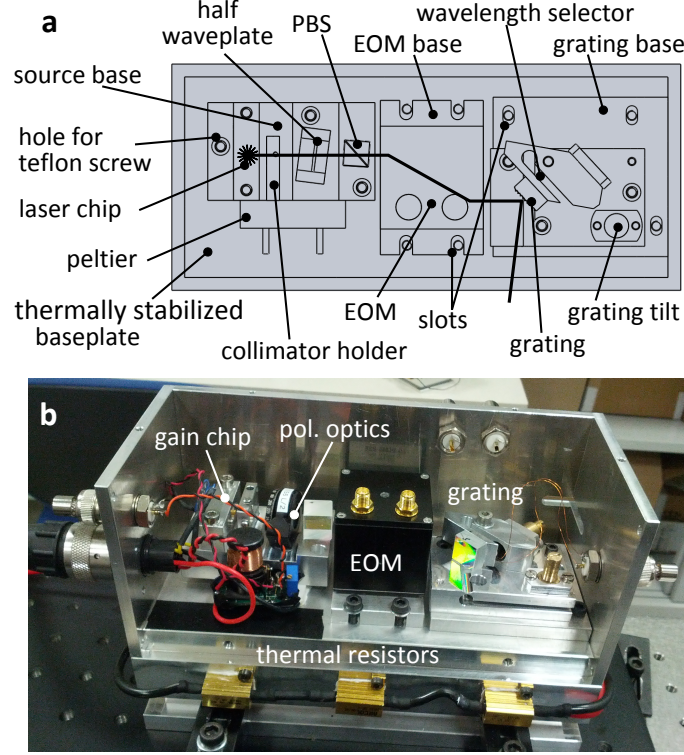 a
half
waveplate
PBS
EOM base
wavelength selector
grating base
source base
hole for
teflon screw
laser chip
peltier
thermally stabilized
baseplate
collimator holder
EOM
slots
grating
grating tilt
b
gain chip
pol. optics
grating
EOM
thermal resistors